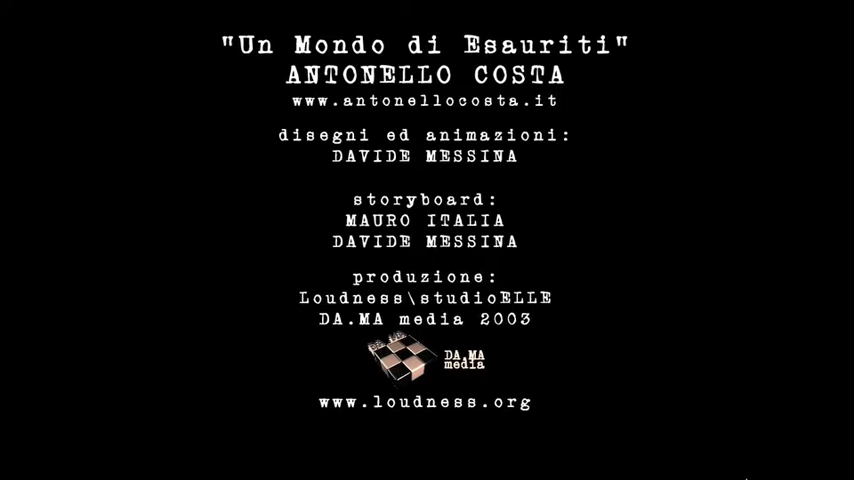 "Un Mondo di Esauriti"
ANTONELLO COSTA
www.antonellocosta.it
disegni ed animazioni:
DAVIDE MESSINA
storyboard:
MAURO ITALIA
DAVIDE MESSINA
produzione:
Loudness\studioELLE
DA.MA media 2003
DA.MA
media
www.loudness.org